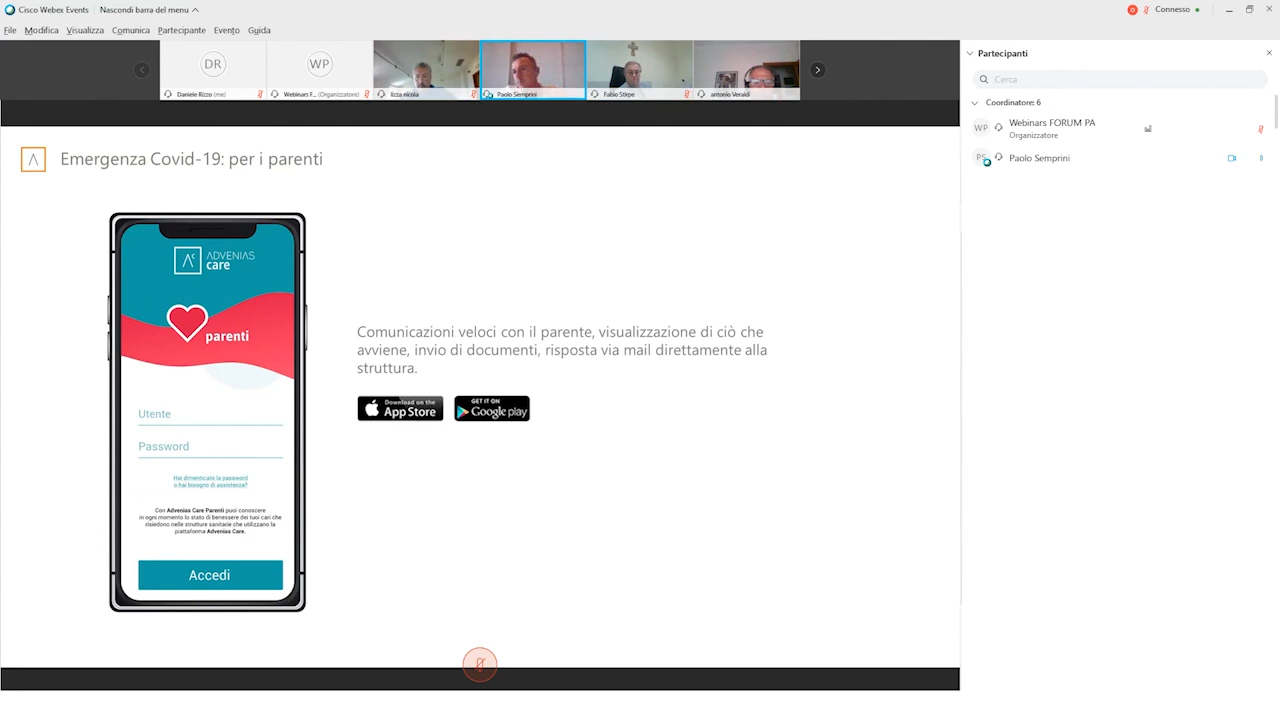 Cisco Webex Events
Nascondi barra del menu
Connesso
File Modifica Visualizza Comunica Partecipante Evento Guida
DR
WP
Daniele Rizzo (me)
Webinars F... (Organizzatore)
lizza nicola
Paolo Semprini
Fabio Stirpe
antonio Veraldi
Partecipanti
Cerca
Coordinatore: 6
WP
Webinars FORUM PA
Organizzatore
PS
Paolo Semprini
Emergenza Covid-19: per i parenti
ADVENIAS
care
parenti
Utente
Password
Hai dimenticato la password
o hai bisogno di assistenza?
Con Advenias Care Parenti puoi conoscere
in ogni momento lo stato di benessere dei tuoi cari che
risiedono nelle strutture sanitarie che utilizzano la
piattaforma Advenias Care.
Accedi
Comunicazioni veloci con il parente, visualizzazione di ciò che
avviene, invio di documenti, risposta via mail direttamente alla
struttura.
Download on the
App Store
GET IT ON
Google play